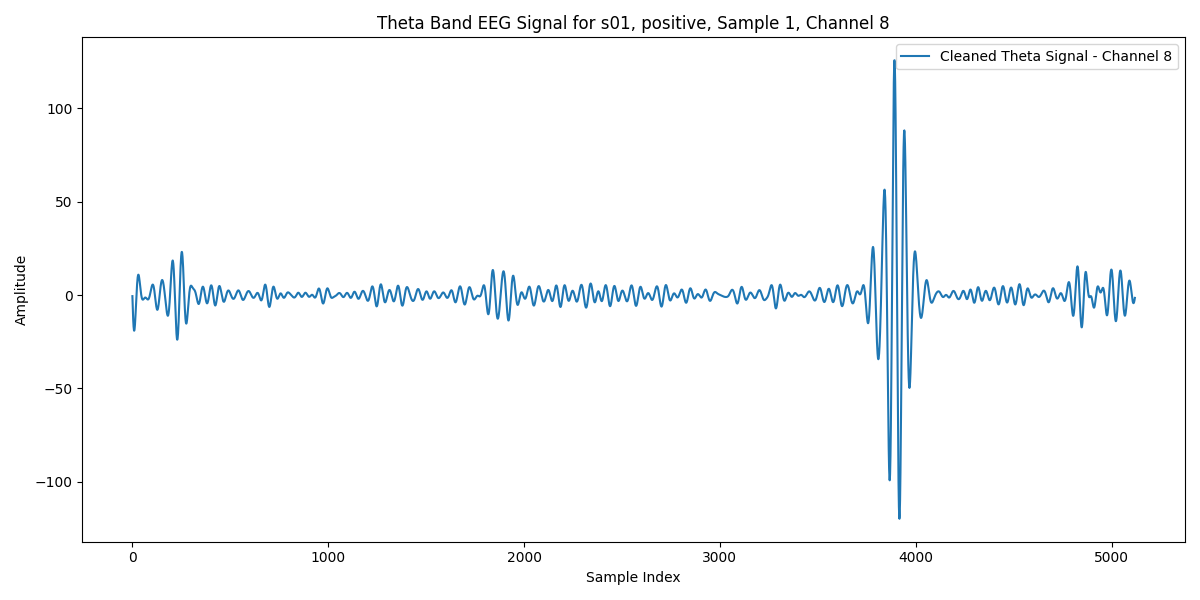 Theta Band EEG Signal for s01, positive, Sample 1, Channel 8
Cleaned Theta Signal - Channel 8
Amplitude
100
50
0
−50
−100
0 1000 2000 3000 4000 5000
Sample Index